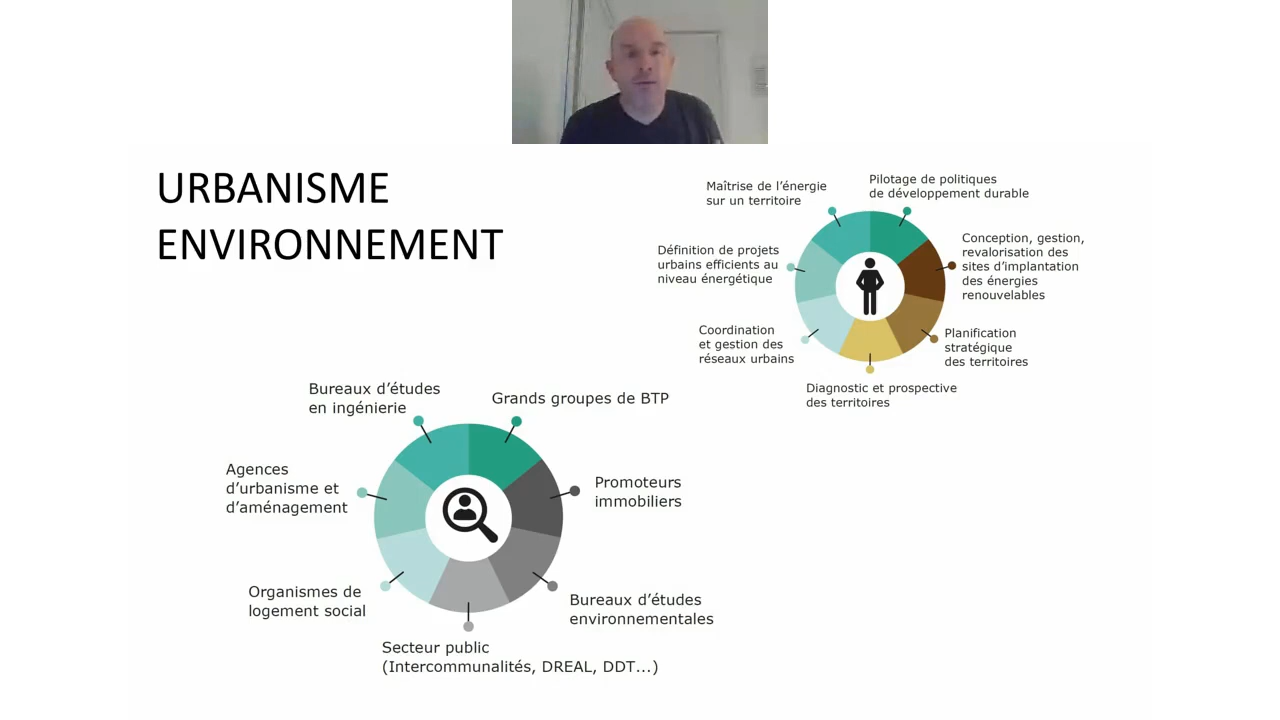 URBANISME
ENVIRONNEMENT
Maîtrise de l’énergie
sur un territoire
Pilotage de politiques
de développement durable
Définition de projets
urbains efficients au
niveau énergétique
Conception, gestion,
revalorisation des
sites d’implantation
des énergies
renouvelables
Coordination
et gestion des
réseaux urbains
Planification
stratégique
des territoires
Diagnostic et prospective
des territoires
Bureaux d’études
en ingénierie
Grands groupes de BTP
Agences
d’urbanisme et
d’aménagement
Promoteurs
immobiliers
Organismes de
logement social
Bureaux d’études
environnementales
Secteur public
(Intercommunalités, DREAL, DDT...)